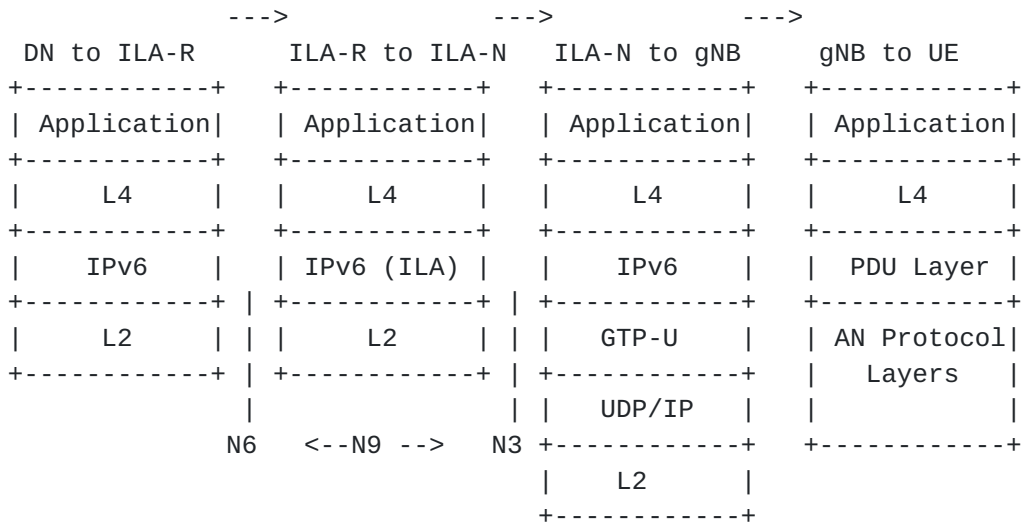 --->               --->              --->
 DN to ILA-R      ILA-R to ILA-N   ILA-N to gNB     gNB to UE
+------------+   +------------+   +------------+   +------------+
| Application|   | Application|   | Application|   | Application|
+------------+   +------------+   +------------+   +------------+
|     L4     |   |     L4     |   |     L4     |   |     L4     |
+------------+   +------------+   +------------+   +------------+
|    IPv6    |   | IPv6 (ILA) |   |    IPv6    |   |  PDU Layer |
+------------+ | +------------+ | +------------+   +------------+
|     L2     | | |     L2     | | |   GTP-U    |   | AN Protocol|
+------------+ | +------------+ | +------------+   |   Layers   |
               |                | |   UDP/IP   |   |            |
              N6   <--N9 -->   N3 +------------+   +------------+
                                  |    L2      |
                                  +------------+